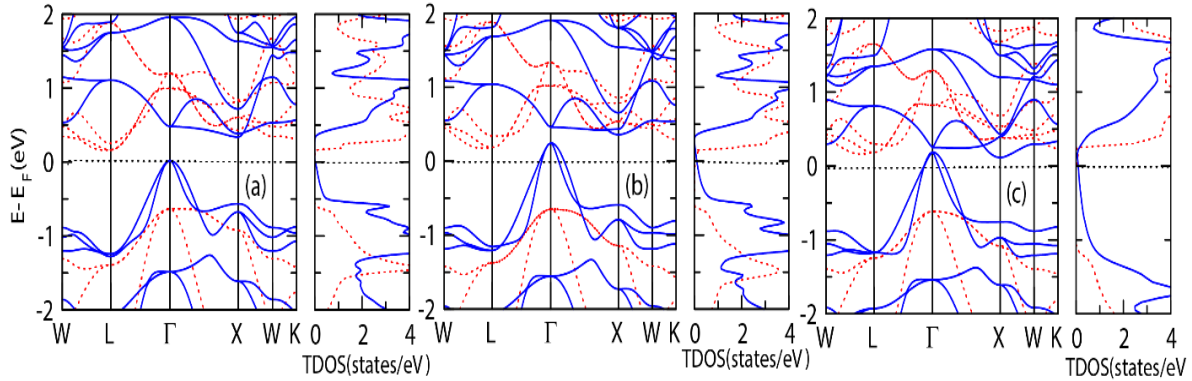 2 2 2
1 1 1
E- E_F (eV) 0 0 0
(a) (b) (c)
-1 -1 -1
-2 -2 -2
W L Γ X W K 0 2 4 W L Γ X W K 0 2 4 W L Γ X W K 0 2 4
TDOS(states/eV) TDOS(states/eV) TDOS(states/eV